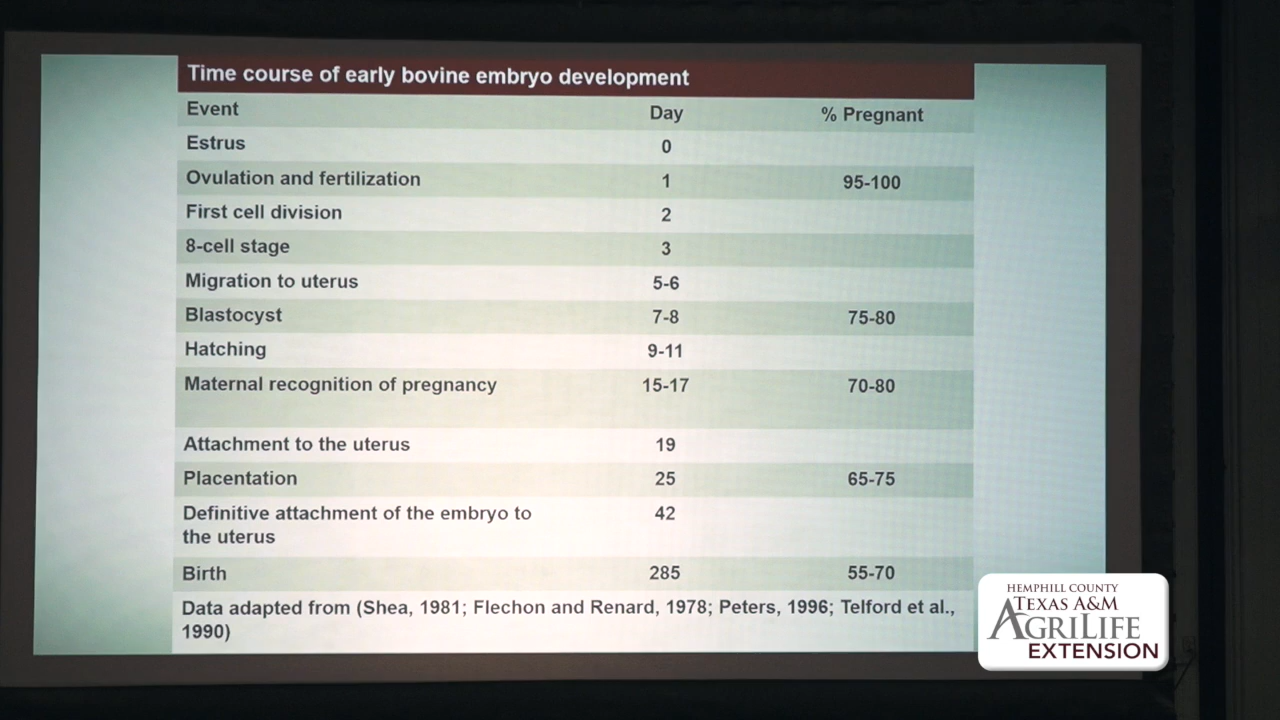 Time course of early bovine embryo development
Event Day % Pregnant
Estrus 0
Ovulation and fertilization 1 95-100
First cell division 2
8-cell stage 3
Migration to uterus 5-6
Blastocyst 7-8 75-80
Hatching 9-11
Maternal recognition of pregnancy 15-17 70-80
Attachment to the uterus 19
Placentation 25 65-75
Definitive attachment of the embryo to 42
the uterus
Birth 285 55-70
Data adapted from (Shea, 1981; Flechon and Renard, 1978; Peters, 1996; Telford et al.,
1990)
HEMPHILL COUNTY
TEXAS A&M
AGRILIFE
EXTENSION